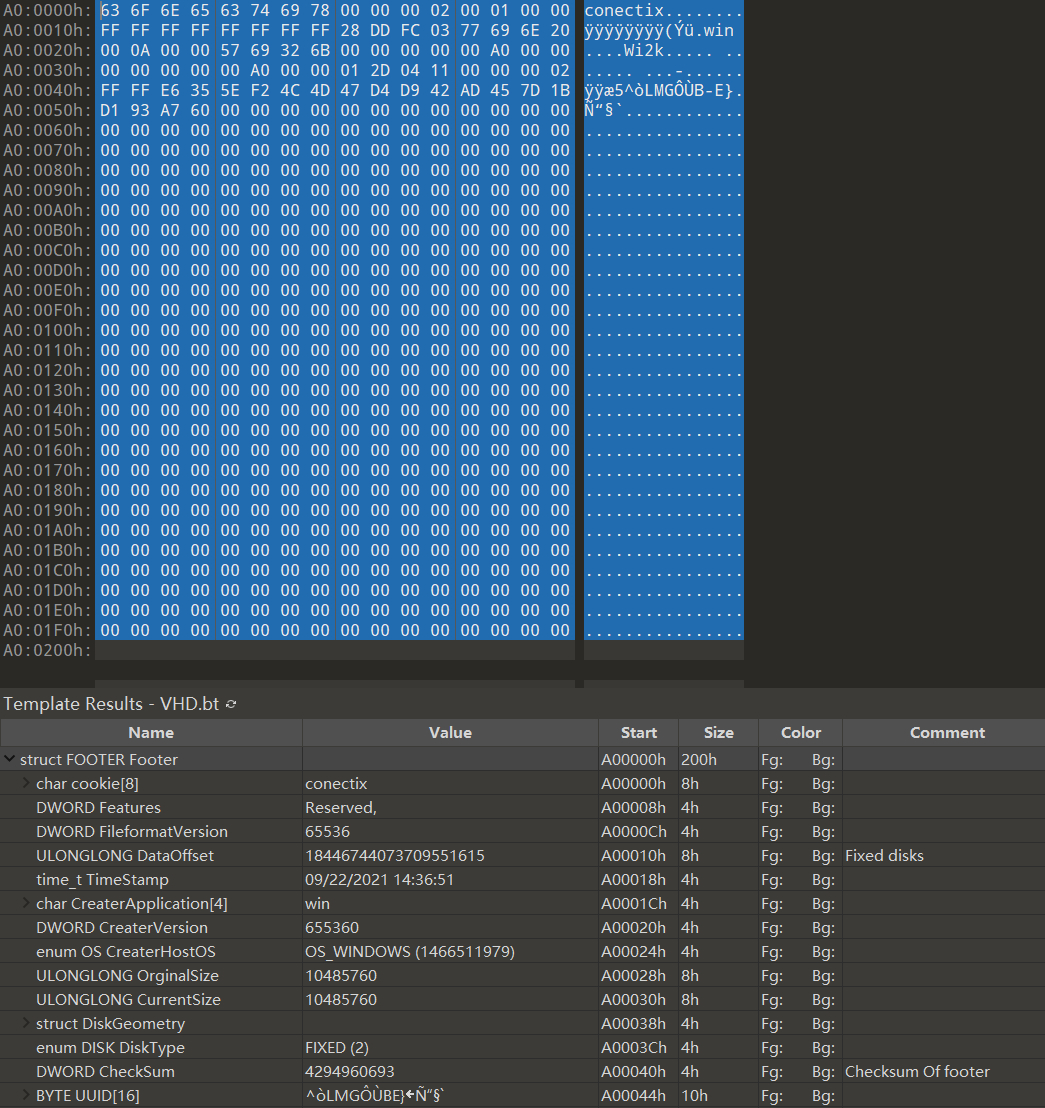 A0:0000h: 63 6F 6E 65 63 74 69 78 00 00 00 02 00 01 00 00 conectix........
A0:0010h: FF FF FF FF FF FF FF FF 28 DD FC 03 77 69 6E 20 ÿÿÿÿÿÿÿÿ(Ýü.win
A0:0020h: 00 0A 00 00 57 69 32 6B 00 00 00 00 00 A0 00 00 ....Wi2k..... ..
A0:0030h: 00 00 00 00 00 A0 00 00 01 2D 04 11 00 00 00 02 ..... ...-......
A0:0040h: FF FF E6 35 5E F2 4C 4D 47 D4 D9 42 AD 45 7D 1B ÿÿæ5^òLMGÔÙB-E}.
A0:0050h: D1 93 A7 60 00 00 00 00 00 00 00 00 00 00 00 00 Ñ“§`............
A0:0060h: 00 00 00 00 00 00 00 00 00 00 00 00 00 00 00 00 ................
A0:0070h: 00 00 00 00 00 00 00 00 00 00 00 00 00 00 00 00 ................
A0:0080h: 00 00 00 00 00 00 00 00 00 00 00 00 00 00 00 00 ................
A0:0090h: 00 00 00 00 00 00 00 00 00 00 00 00 00 00 00 00 ................
A0:00A0h: 00 00 00 00 00 00 00 00 00 00 00 00 00 00 00 00 ................
A0:00B0h: 00 00 00 00 00 00 00 00 00 00 00 00 00 00 00 00 ................
A0:00C0h: 00 00 00 00 00 00 00 00 00 00 00 00 00 00 00 00 ................
A0:00D0h: 00 00 00 00 00 00 00 00 00 00 00 00 00 00 00 00 ................
A0:00E0h: 00 00 00 00 00 00 00 00 00 00 00 00 00 00 00 00 ................
A0:00F0h: 00 00 00 00 00 00 00 00 00 00 00 00 00 00 00 00 ................
A0:0100h: 00 00 00 00 00 00 00 00 00 00 00 00 00 00 00 00 ................
A0:0110h: 00 00 00 00 00 00 00 00 00 00 00 00 00 00 00 00 ................
A0:0120h: 00 00 00 00 00 00 00 00 00 00 00 00 00 00 00 00 ................
A0:0130h: 00 00 00 00 00 00 00 00 00 00 00 00 00 00 00 00 ................
A0:0140h: 00 00 00 00 00 00 00 00 00 00 00 00 00 00 00 00 ................
A0:0150h: 00 00 00 00 00 00 00 00 00 00 00 00 00 00 00 00 ................
A0:0160h: 00 00 00 00 00 00 00 00 00 00 00 00 00 00 00 00 ................
A0:0170h: 00 00 00 00 00 00 00 00 00 00 00 00 00 00 00 00 ................
A0:0180h: 00 00 00 00 00 00 00 00 00 00 00 00 00 00 00 00 ................
A0:0190h: 00 00 00 00 00 00 00 00 00 00 00 00 00 00 00 00 ................
A0:01A0h: 00 00 00 00 00 00 00 00 00 00 00 00 00 00 00 00 ................
A0:01B0h: 00 00 00 00 00 00 00 00 00 00 00 00 00 00 00 00 ................
A0:01C0h: 00 00 00 00 00 00 00 00 00 00 00 00 00 00 00 00 ................
A0:01D0h: 00 00 00 00 00 00 00 00 00 00 00 00 00 00 00 00 ................
A0:01E0h: 00 00 00 00 00 00 00 00 00 00 00 00 00 00 00 00 ................
A0:01F0h: 00 00 00 00 00 00 00 00 00 00 00 00 00 00 00 00 ................
A0:0200h:
Template Results - VHD.bt
Name Value Start Size Color Comment
struct FOOTER Footer A00000h 200h Fg: Bg:
char cookie[8] conectix A00000h 8h Fg: Bg:
DWORD Features Reserved, A00008h 4h Fg: Bg:
DWORD FileformatVersion 65536 A0000Ch 4h Fg: Bg:
ULONGLONG DataOffset 18446744073709551615 A00010h 8h Fg: Bg: Fixed disks
time_t TimeStamp 09/22/2021 14:36:51 A00018h 4h Fg: Bg:
char CreaterApplication[4] win A0001Ch 4h Fg: Bg:
DWORD CreaterVersion 655360 A00020h 4h Fg: Bg:
enum OS CreaterHostOS OS_WINDOWS (1466511979) A00024h 4h Fg: Bg:
ULONGLONG OrginalSize 10485760 A00028h 8h Fg: Bg:
ULONGLONG CurrentSize 10485760 A00030h 8h Fg: Bg:
struct DiskGeometry A00038h 4h Fg: Bg:
enum DISK DiskType FIXED (2) A0003Ch 4h Fg: Bg:
DWORD CheckSum 4294960693 A00040h 4h Fg: Bg: Checksum Of footer
BYTE UUID[16] ^òLMGÔÙBE}←Ñ“§` A00044h 10h Fg: Bg: